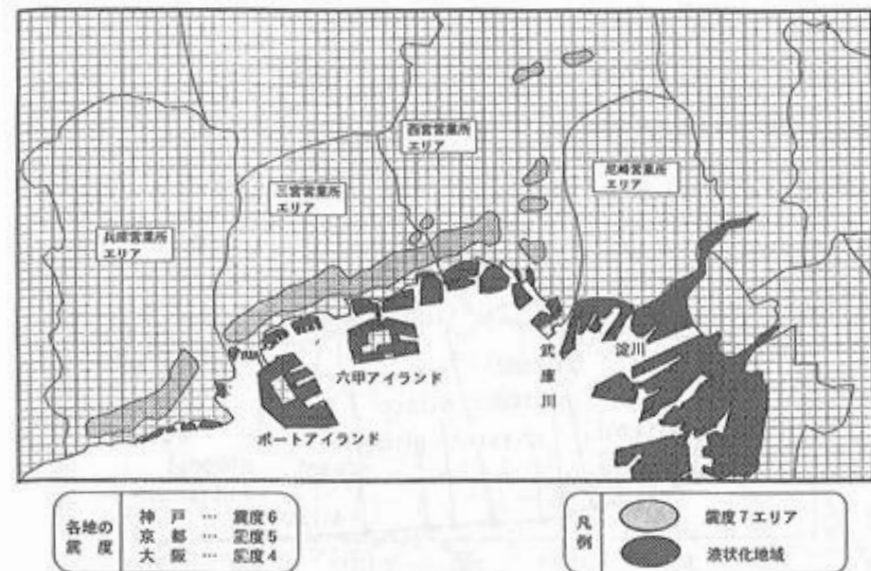 西宮営業所
エリア
三宮営業所
エリア
尼崎営業所
エリア
兵庫営業所
エリア
六甲アイランド
ポートアイランド
武庫川
淀川
各地の震度
神戸 … 震度6
京都 … 震度5
大阪 … 震度4
凡例
震度7エリア
液状化地域